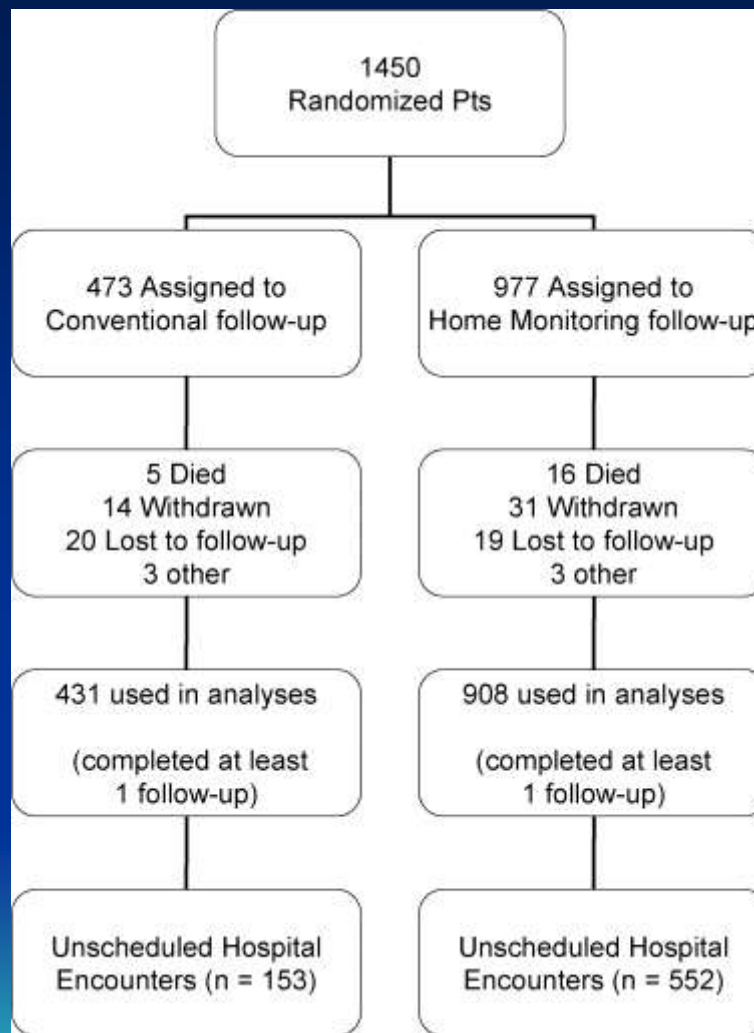 1450
Randomized Pts
473 Assigned to
Conventional follow-up
977 Assigned to
Home Monitoring follow-up
5 Died
14 Withdrawn
20 Lost to follow-up
3 other
16 Died
31 Withdrawn
19 Lost to follow-up
3 other
431 used in analyses
(completed at least
1 follow-up)
908 used in analyses
(completed at least
1 follow-up)
Unscheduled Hospital
Encounters (n = 153)
Unscheduled Hospital
Encounters (n = 552)